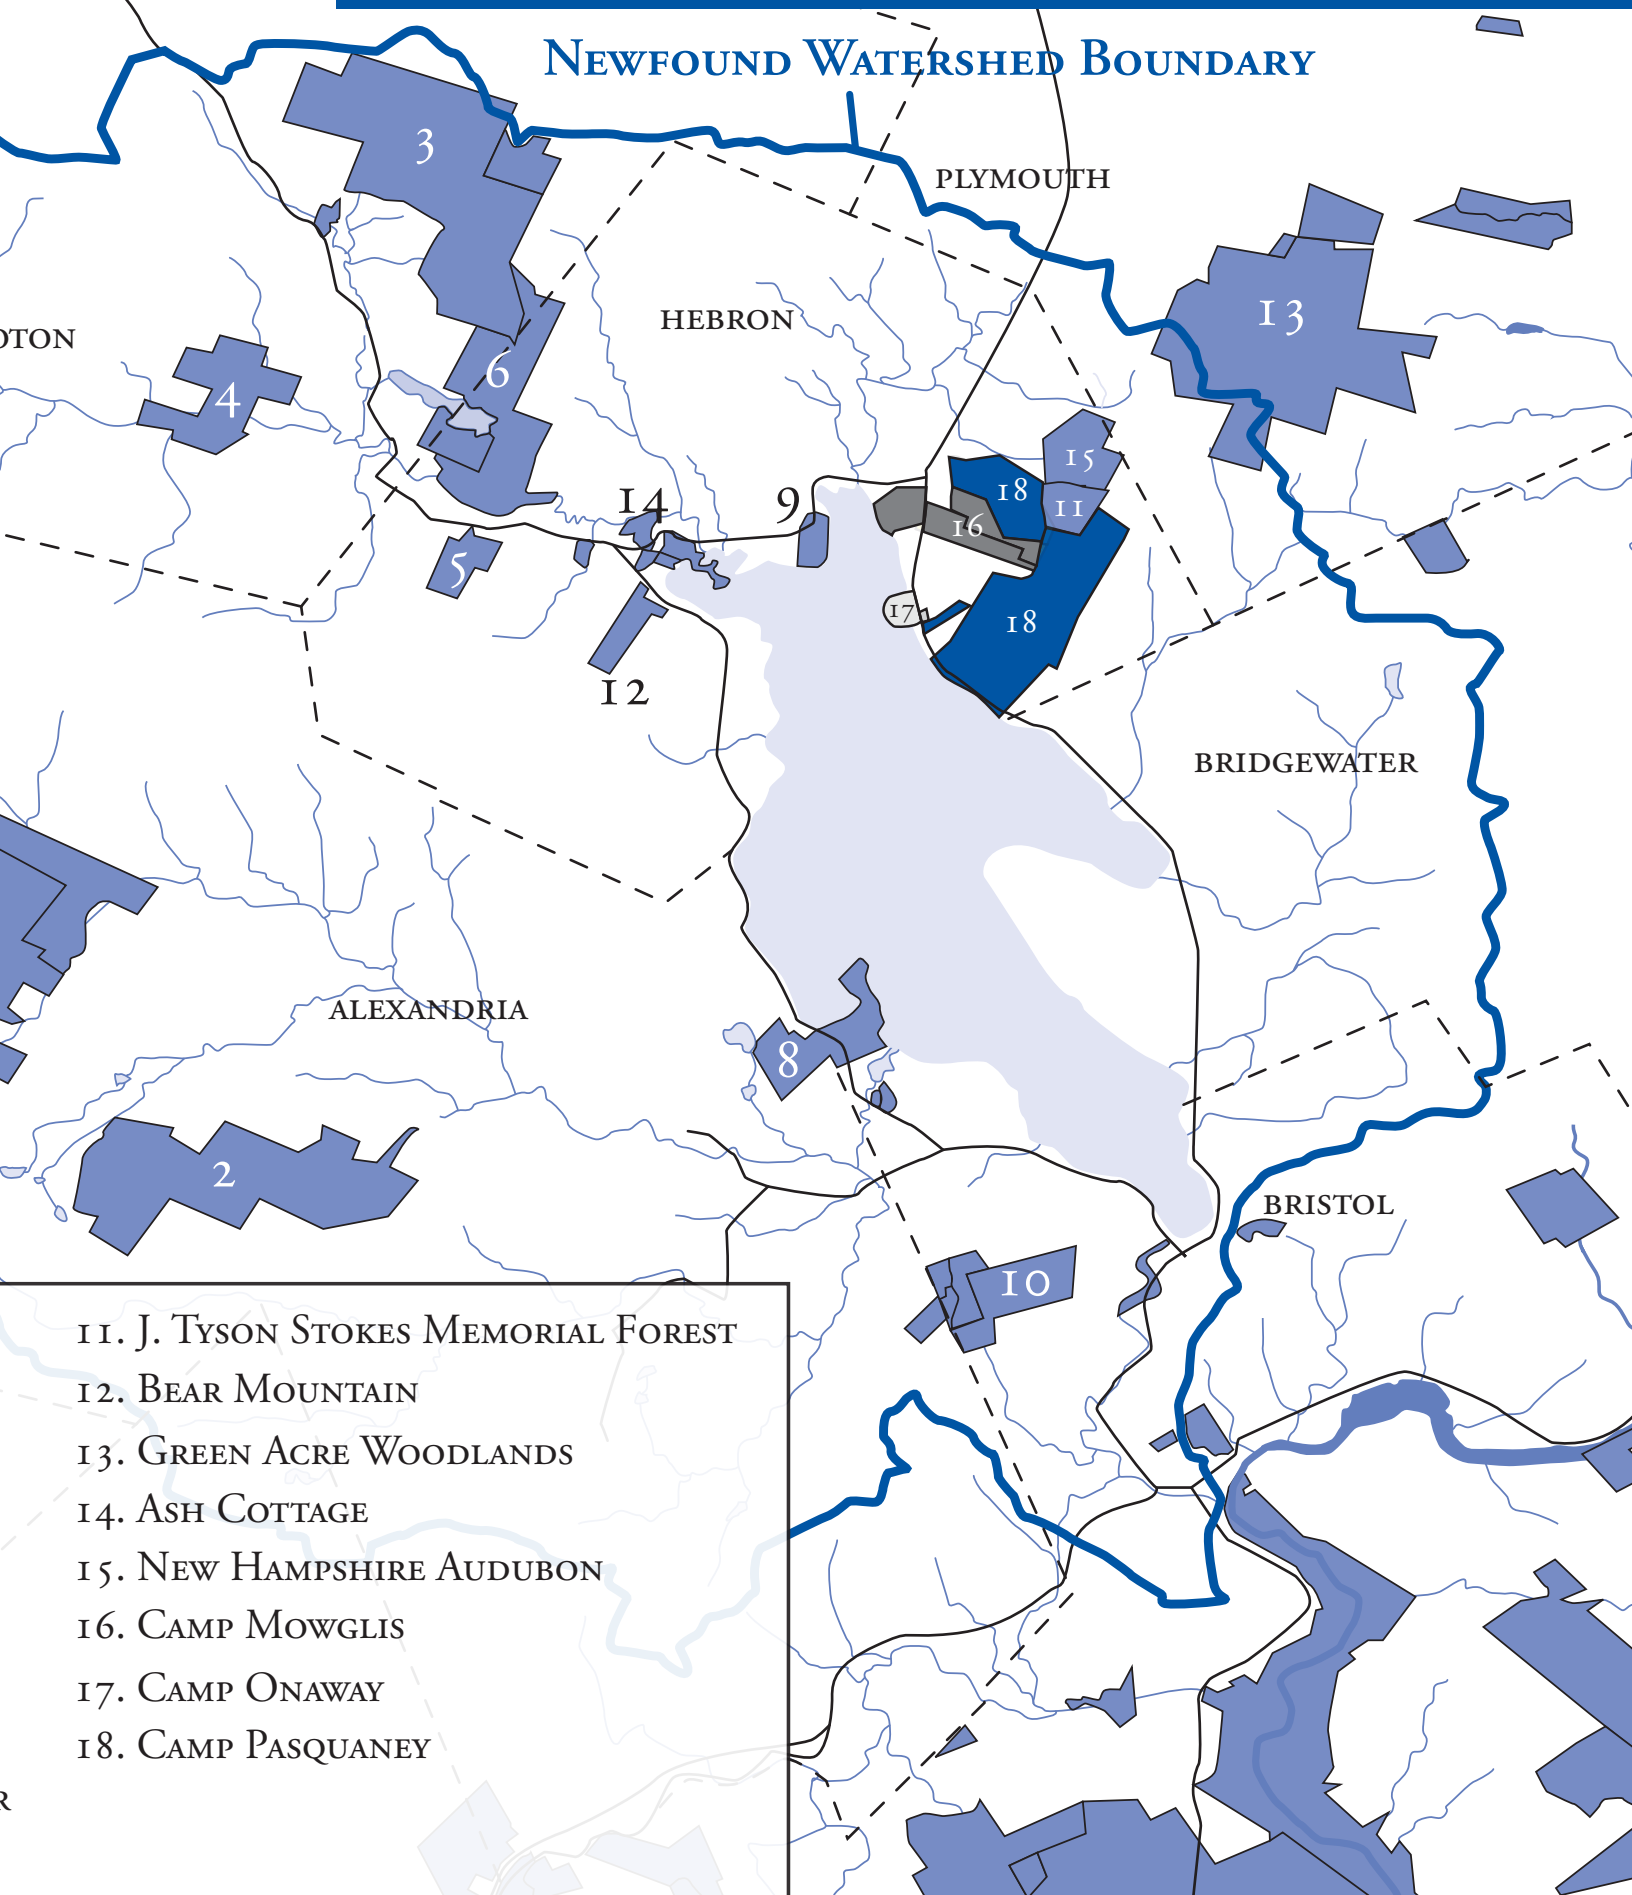 Newfound Watershed Boundary
PLYMOUTH
3
HEBRON
13
OTON
6
4
15
18
11
14
9
16
5
17
18
12
BRIDGEWATER
ALEXANDRIA
8
2
BRISTOL
10
11. J. Tyson Stokes Memorial Forest
12. Bear Mountain
13. Green Acre Woodlands
14. Ash Cottage
15. New Hampshire Audubon
16. Camp Mowglis
17. Camp Onaway
18. Camp Pasquaney
R